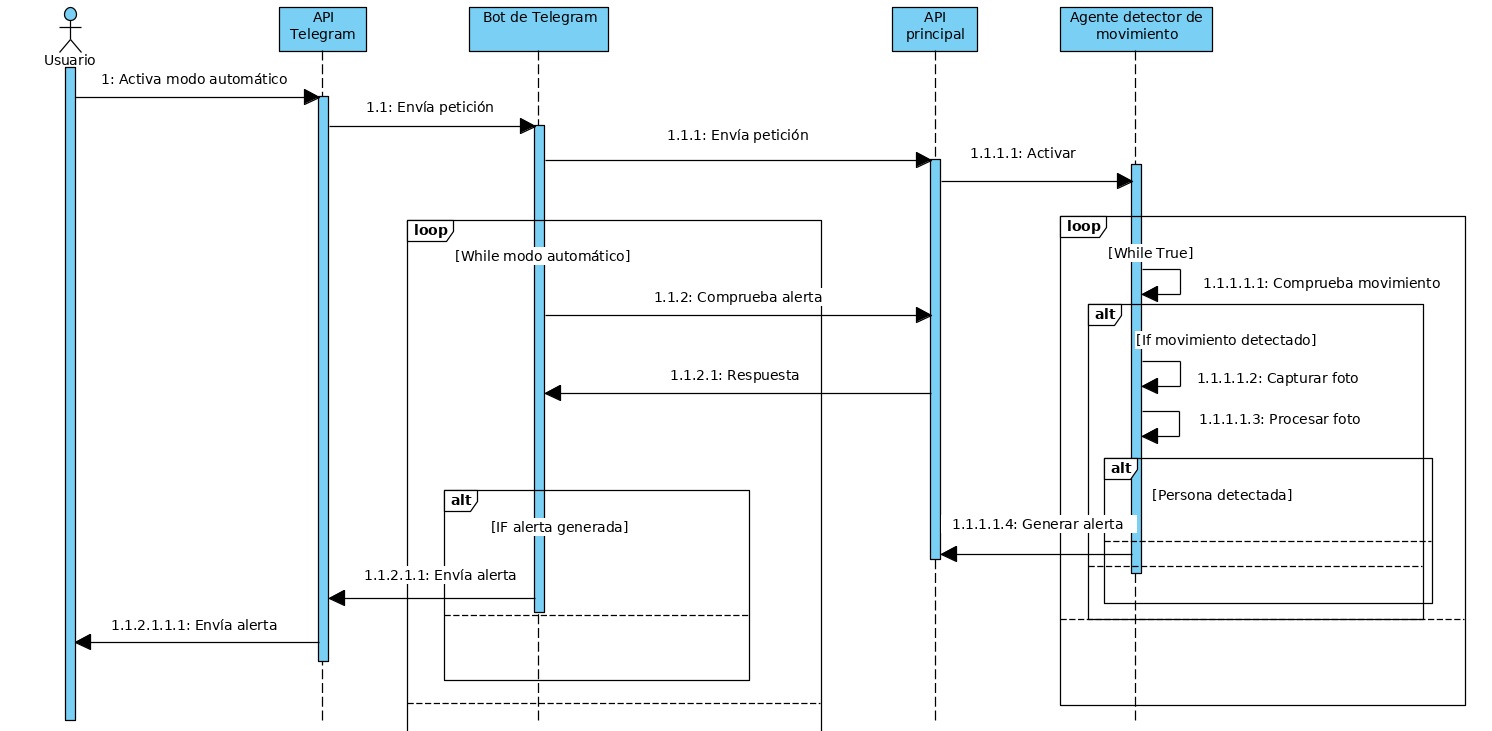 Usuario
API
Telegram
Bot de Telegram
API
principal
Agente detector de
movimiento
1: Activa modo automático
1.1: Envía petición
1.1.1: Envía petición
1.1.1.1: Activar
loop
[While modo automático]
loop
[While True]
1.1.1.1.1: Comprueba movimiento
1.1.2: Comprueba alerta
alt
[If movimiento detectado]
1.1.2.1: Respuesta
1.1.1.1.2: Capturar foto
1.1.1.1.3: Procesar foto
alt
[Persona detectada]
alt
[IF alerta generada]
1.1.1.1.4: Generar alerta
1.1.2.1.1: Envía alerta
1.1.2.1.1.1: Envía alerta